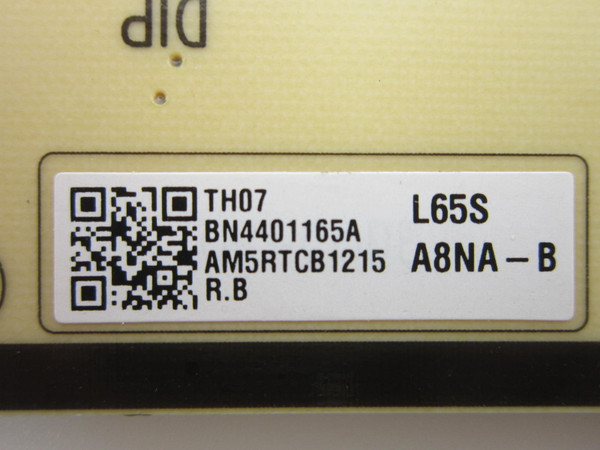 DIP
TH07
BN4401165A
AM5RTCB1215
R.B
L65S
A8NA-B